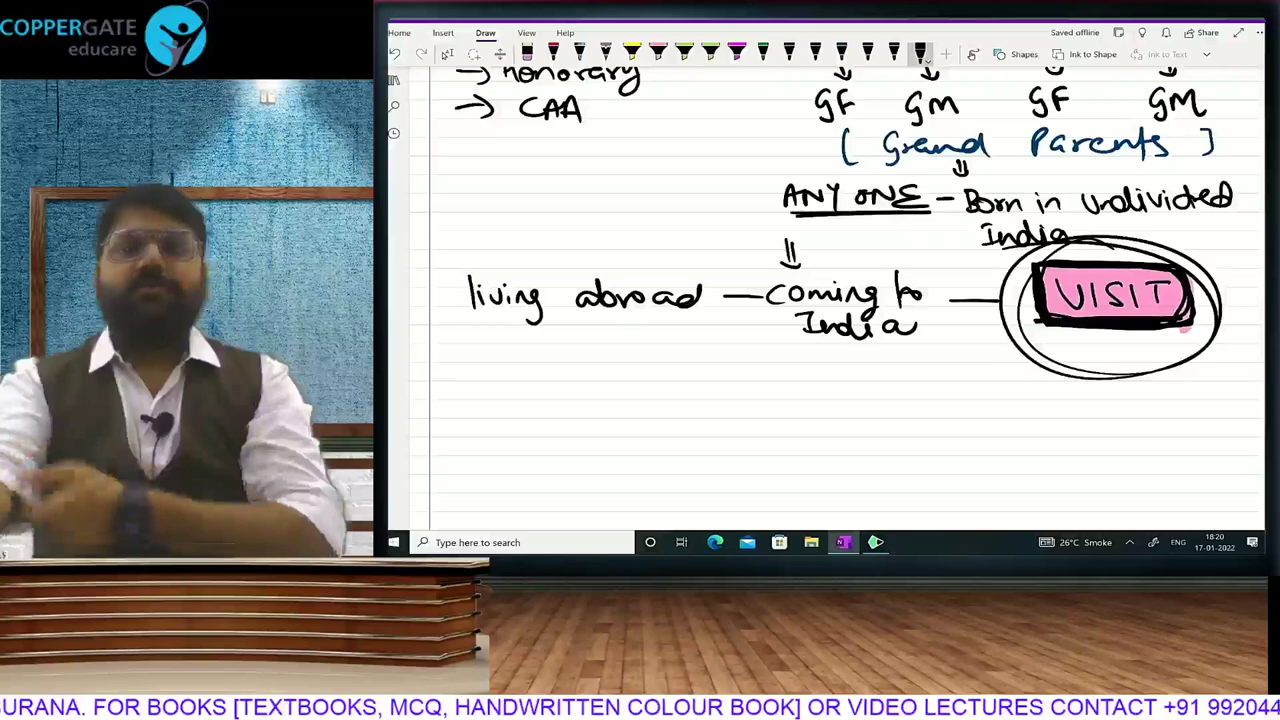 COPPERGATE
educare
Home Insert Draw View Help
Saved offline
Share
Shapes
Ink to Shape
Ink to Text
→ Honorary
→ CAA
GF GM GF GM
[ Grand Parents ]
ANY ONE - Born in undivided
India
living abroad - coming to
India
VISIT
Type here to search
26°C Smoke
ENG
18:20
17-01-2022
SURANA. FOR BOOKS [TEXTBOOKS, MCQ, HANDWRITTEN COLOUR BOOK] OR VIDEO LECTURES CONTACT +91 992044